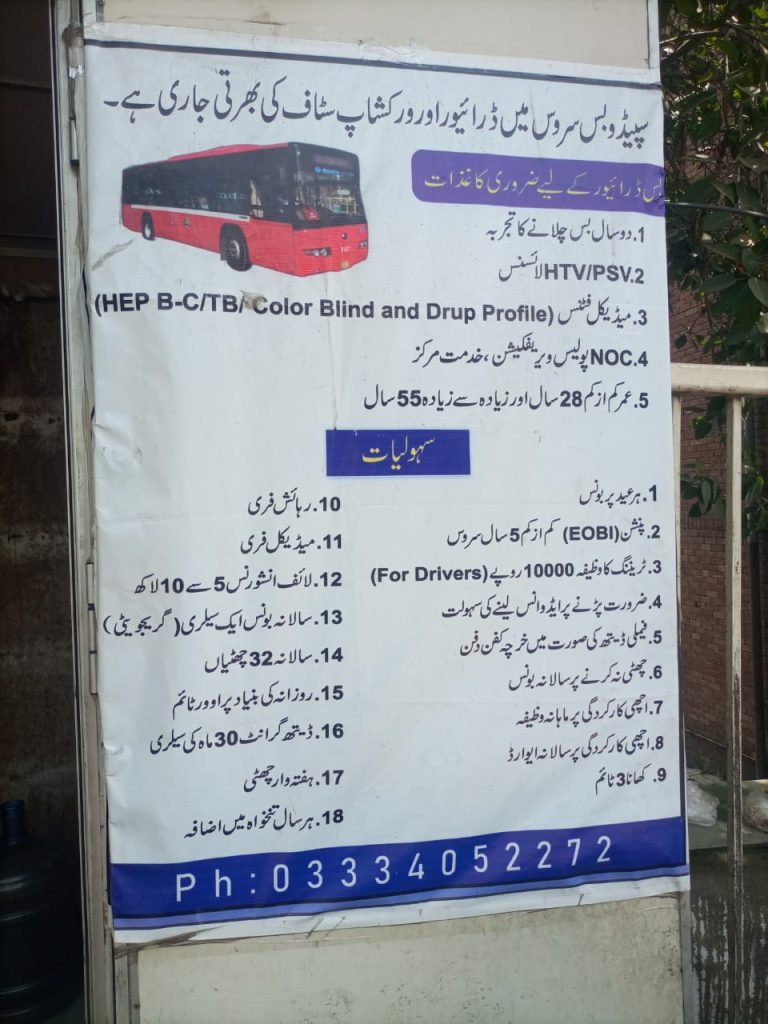 سپیڈو بس سروس میں ڈرائیور اور ورکشاپ سٹاف کی بھرتی جاری ہے۔
بس ڈرائیور کے لیے ضروری کاغذات
1. دو سال بس چلانے کا تجربہ
2. HTV/PSV لائسنس
3. میڈیکل فٹنس (HEP B-C/TB/ Color Blind and Drup Profile)
4. NOC پولیس ویریفکیشن، خدمت مرکز
5. عمر کم از کم 28 سال اور زیادہ سے زیادہ 55 سال
سہولیات
1. ہر عید پر بونس
2. پنشن (EOBI) کم از کم 5 سال سروس
3. ٹریننگ کا وظیفہ 10000 روپے (For Drivers)
4. ضرورت پڑنے پر ایڈوانس لینے کی سہولت
5. فیملی ڈیتھ کی صورت میں خرچہ کفن دفن
6. چھٹی نہ کرنے پر سالانہ بونس
7. اچھی کارکردگی پر ماہانہ وظیفہ
8. اچھی کارکردگی پر سالانہ ایوارڈ
9. کھانا 3 ٹائم
10. رہائش فری
11. میڈیکل فری
12. لائف انشورنس 5 سے 10 لاکھ
13. سالانہ بونس ایک سیلری (گریجویٹی)
14. سالانہ 32 چھٹیاں
15. روزانہ کی بنیاد پر اوور ٹائم
16. ڈیتھ گرانٹ 30 ماہ کی سیلری
17. ہفتہ وار چھٹی
18. ہر سال تنخواہ میں اضافہ
Ph:03334052272